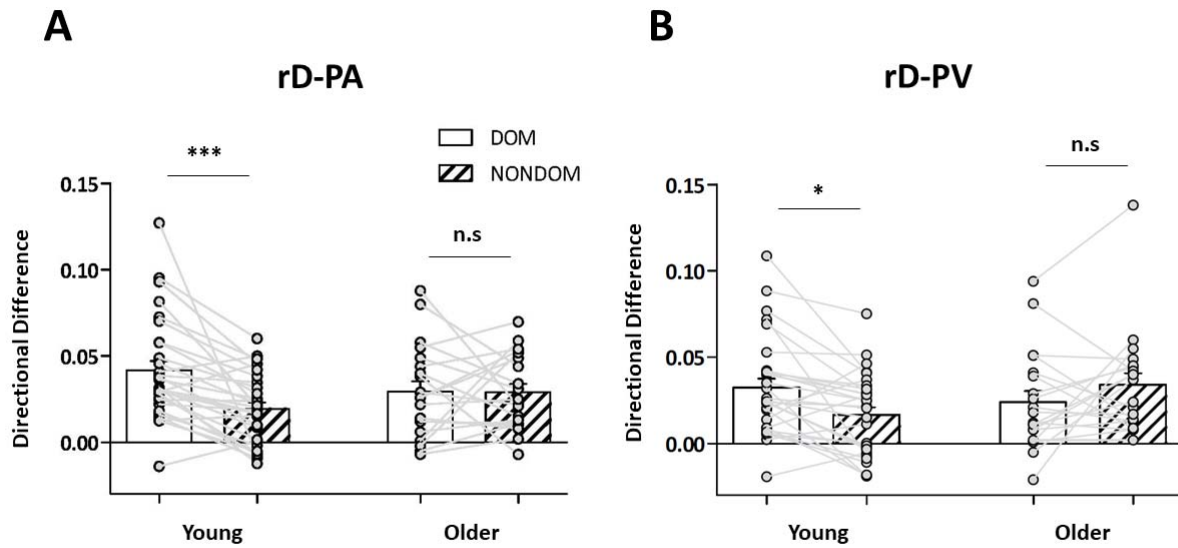 A
rD-PA
DOM
NONDOM
***
n.s
0.15
0.10
0.05
0.00
Directional Difference
Young
Older
B
rD-PV
*
n.s
0.15
0.10
0.05
0.00
Directional Difference
Young
Older